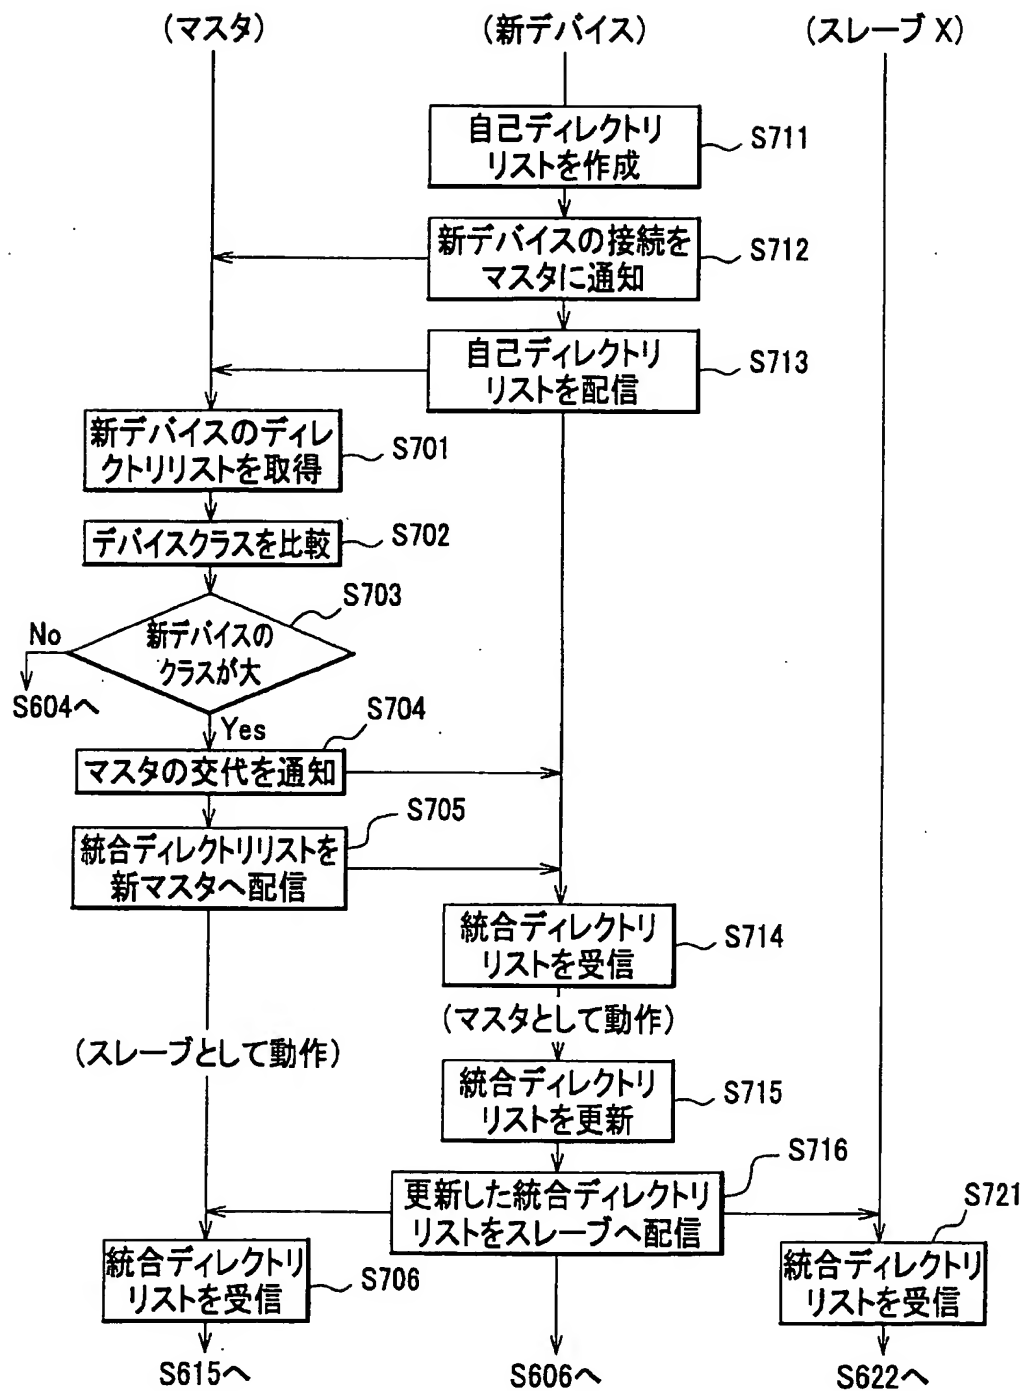 (マスタ)
(新デバイス)
(スレーブ X)
自己ディレクトリ
リストを作成
S711
新デバイスの接続を
マスタに通知
S712
自己ディレクトリ
リストを配信
S713
新デバイスのディレ
クトリリストを取得
S701
デバイスクラスを比較
S702
S703
新デバイスの
クラスが大
No
S604へ
Yes
S704
マスタの交代を通知
S705
統合ディレクトリリストを
新マスタへ配信
統合ディレクトリ
リストを受信
S714
(マスタとして動作)
(スレーブとして動作)
統合ディレクトリ
リストを更新
S715
S716
更新した統合ディレクトリ
リストをスレーブへ配信
S721
統合ディレクトリ
リストを受信
S706
統合ディレクトリ
リストを受信
S615へ
S606へ
S622へ